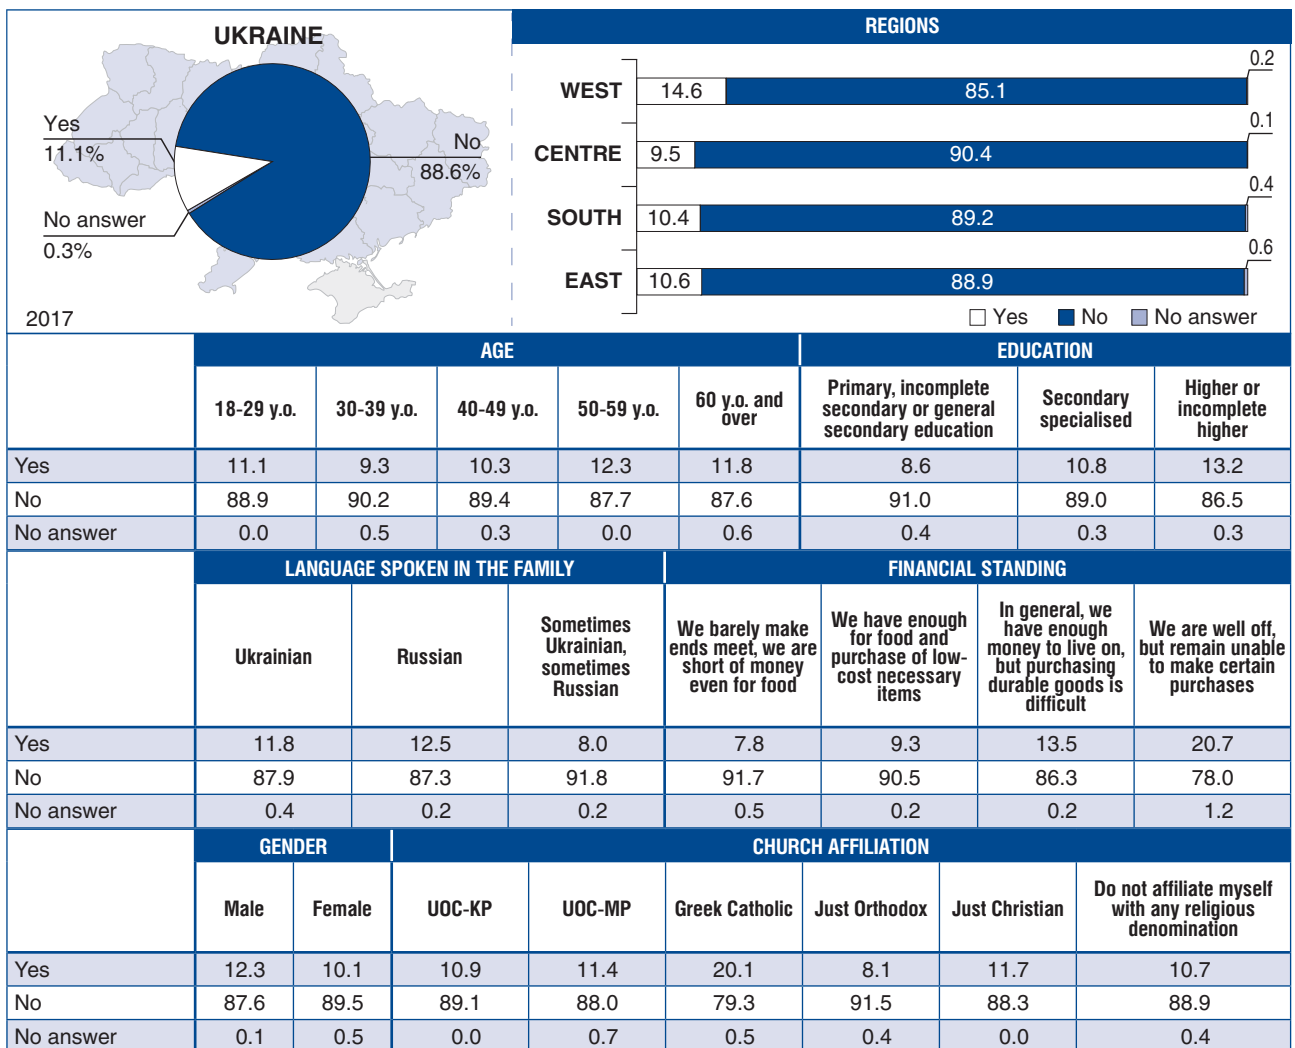 UKRAINE
Yes
11.1%
No
88.6%
No answer
0.3%
2017
REGIONS
0.2
WEST 14.6 85.1
0.1
CENTRE 9.5 90.4
0.4
SOUTH 10.4 89.2
0.6
EAST 10.6 88.9
Yes No No answer
AGE EDUCATION
18-29 y.o. 30-39 y.o. 40-49 y.o. 50-59 y.o. 60 y.o. and over Primary, incomplete secondary or general secondary education Secondary specialised Higher or incomplete higher
Yes 11.1 9.3 10.3 12.3 11.8 8.6 10.8 13.2
No 88.9 90.2 89.4 87.7 87.6 91.0 89.0 86.5
No answer 0.0 0.5 0.3 0.0 0.6 0.4 0.3 0.3
LANGUAGE SPOKEN IN THE FAMILY FINANCIAL STANDING
Ukrainian Russian Sometimes Ukrainian, sometimes Russian We barely make ends meet, we are short of money even for food We have enough for food and purchase of low-cost necessary items In general, we have enough money to live on, but purchasing durable goods is difficult We are well off, but remain unable to make certain purchases
Yes 11.8 12.5 8.0 7.8 9.3 13.5 20.7
No 87.9 87.3 91.8 91.7 90.5 86.3 78.0
No answer 0.4 0.2 0.2 0.5 0.2 0.2 1.2
GENDER CHURCH AFFILIATION
Male Female UOC-KP UOC-MP Greek Catholic Just Orthodox Just Christian Do not affiliate myself with any religious denomination
Yes 12.3 10.1 10.9 11.4 20.1 8.1 11.7 10.7
No 87.6 89.5 89.1 88.0 79.3 91.5 88.3 88.9
No answer 0.1 0.5 0.0 0.7 0.5 0.4 0.0 0.4